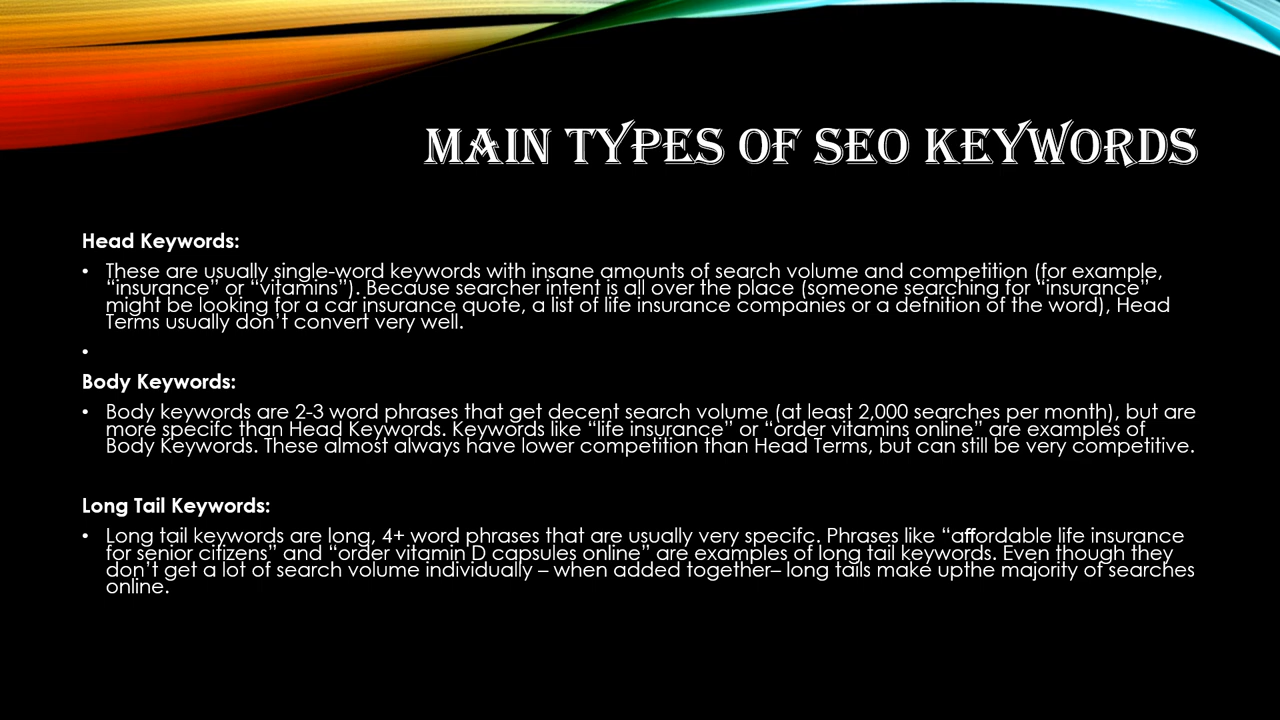 MAIN TYPES OF SEO KEYWORDS
Head Keywords:
• These are usually single-word keywords with insane amounts of search volume and competition (for example,
“insurance” or “vitamins”). Because searcher intent is all over the place (someone searching for “insurance”
might be looking for a car insurance quote, a list of life insurance companies or a defnition of the word), Head
Terms usually don’t convert very well.
•
Body Keywords:
• Body keywords are 2-3 word phrases that get decent search volume (at least 2,000 searches per month), but are
more specifc than Head Keywords. Keywords like “life insurance” or “order vitamins online” are examples of
Body Keywords. These almost always have lower competition than Head Terms, but can still be very competitive.
Long Tail Keywords:
• Long tail keywords are long, 4+ word phrases that are usually very specifc. Phrases like “affordable life insurance
for senior citizens” and “order vitamin D capsules online” are examples of long tail keywords. Even though they
don’t get a lot of search volume individually – when added together– long tails make upthe majority of searches
online.